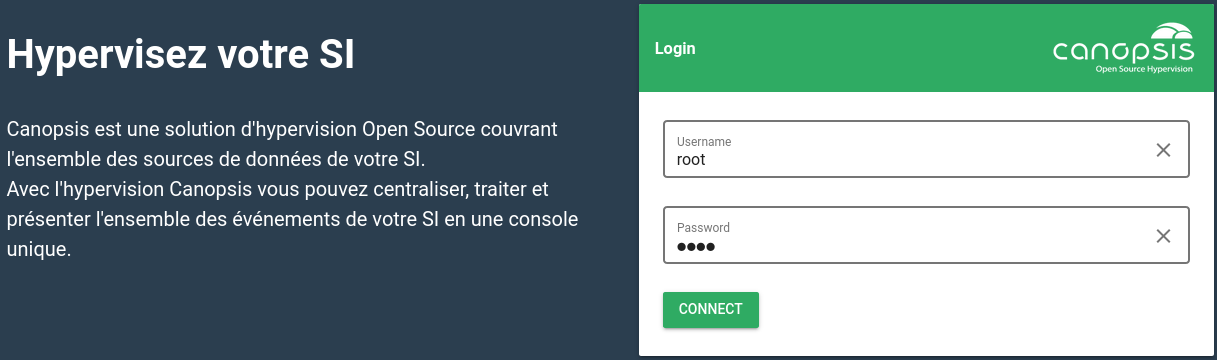 Hypervisez votre SI
Canopsis est une solution d'hypervision Open Source couvrant
l'ensemble des sources de données de votre SI.
Avec l'hypervision Canopsis vous pouvez centraliser, traiter et
présenter l'ensemble des événements de votre SI en une console
unique.
Login
canopsis
Open Source Hypervision
Username
root
Password
●●●●
CONNECT